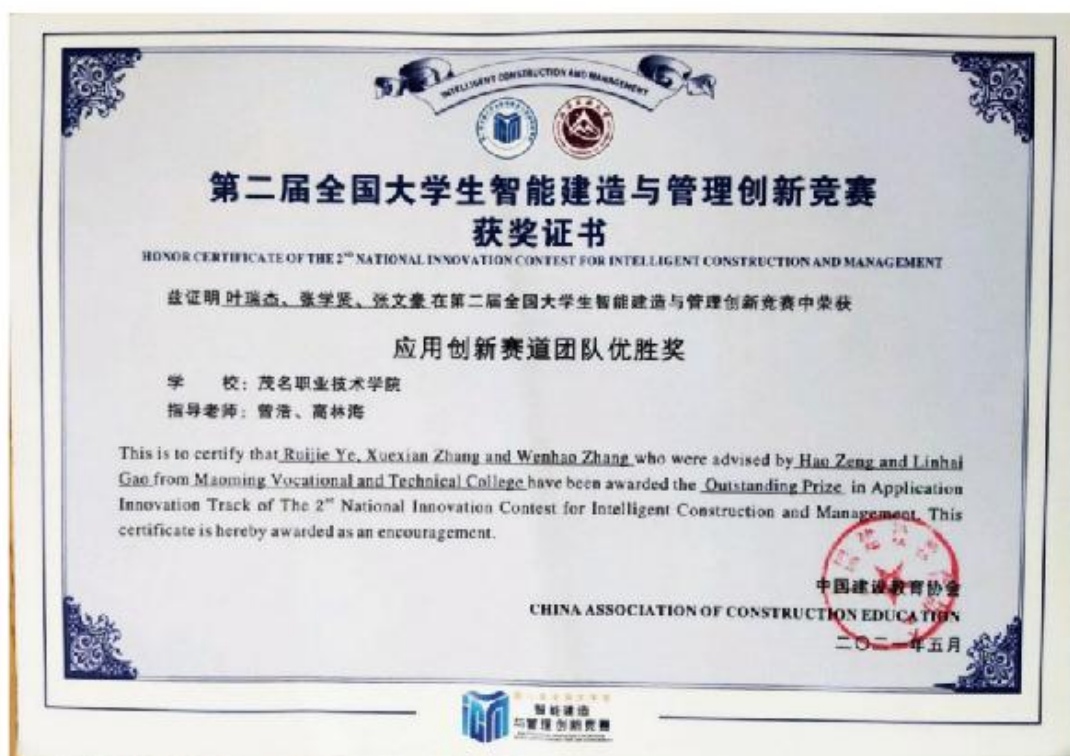 INTELLIGENT CONSTRUCTION AND MANAGEMENT
第二届全国大学生智能建造与管理创新竞赛
获奖证书
HONOR CERTIFICATE OF THE 2ND NATIONAL INNOVATION CONTEST FOR INTELLIGENT CONSTRUCTION AND MANAGEMENT
兹证明 叶瑞杰、张学贤、张文豪 在第二届全国大学生智能建造与管理创新竞赛中荣获
应用创新赛道团队优胜奖
学 校：茂名职业技术学院
指导老师：曾浩、高林海
This is to certify that Ruijie Ye, Xuexian Zhang and Wenhao Zhang who were advised by Hao Zeng and Linhai
Gao from Maoming Vocational and Technical College have been awarded the Outstanding Prize in Application
Innovation Track of The 2nd National Innovation Contest for Intelligent Construction and Management. This
certificate is hereby awarded as an encouragement.
中国建设教育协会
CHINA ASSOCIATION OF CONSTRUCTION EDUCATION
二〇二一年五月
智能建造
与管理创新竞赛